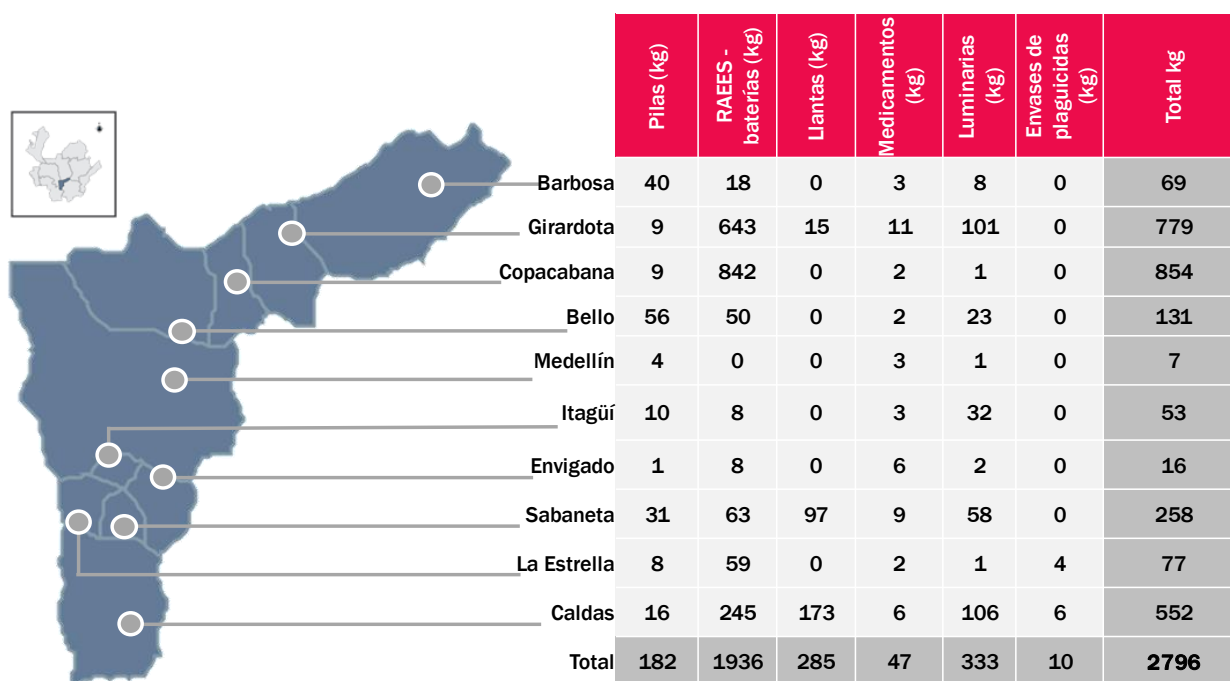 Pilas (kg)
RAEES -
baterías (kg)
Llantas (kg)
Medicamentos
(kg)
Luminarias
(kg)
Envases de
plaguicidas
(kg)
Total kg
Barbosa 40 18 0 3 8 0 69
Girardota 9 643 15 11 101 0 779
Copacabana 9 842 0 2 1 0 854
Bello 56 50 0 2 23 0 131
Medellín 4 0 0 3 1 0 7
Itagüí 10 8 0 3 32 0 53
Envigado 1 8 0 6 2 0 16
Sabaneta 31 63 97 9 58 0 258
La Estrella 8 59 0 2 1 4 77
Caldas 16 245 173 6 106 6 552
Total 182 1936 285 47 333 10 2796